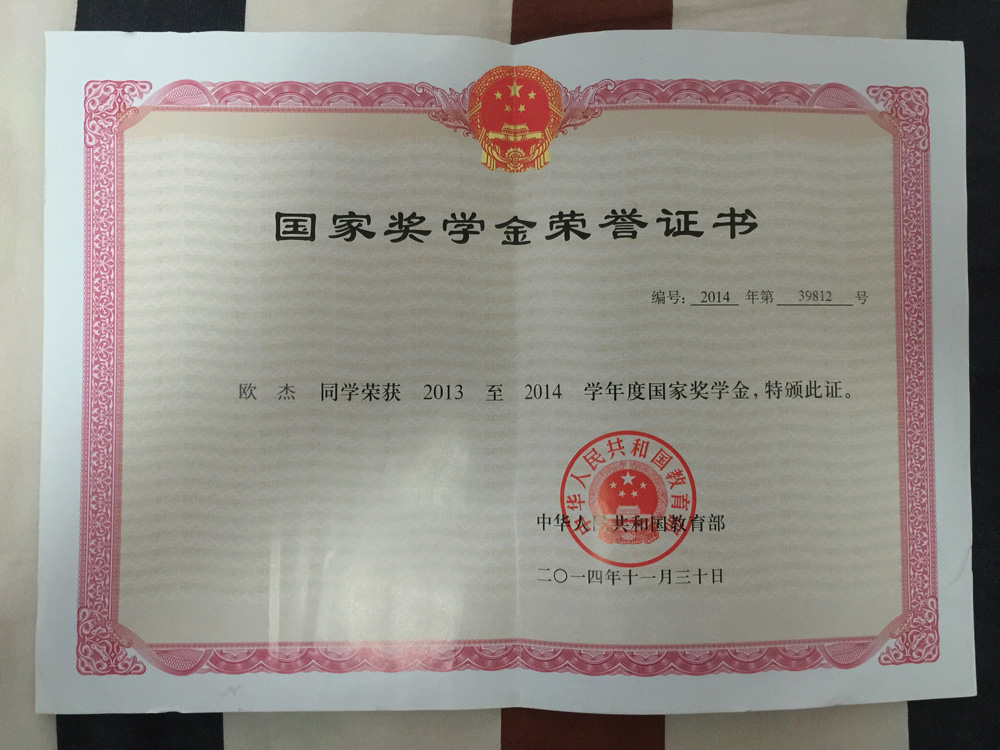 国家奖学金荣誉证书
编号: 2014 年第 39812 号
欧 杰 同学荣获 2013 至 2014 学年度国家奖学金,特颁此证。
中华人民共和国教育部
中华人民共和国教育部
二〇一四年十一月三十日